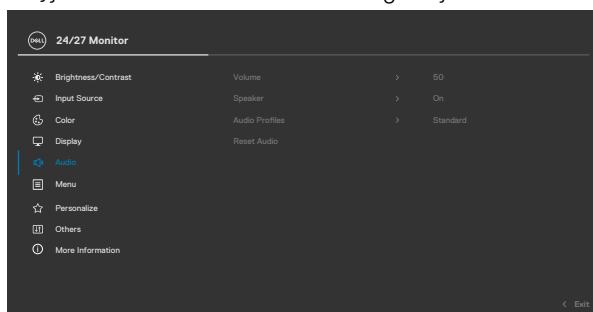 DELL 24/27 Monitor
Brightness/Contrast Volume > 50
Input Source Speaker > On
Color Audio Profiles > Standard
Display Reset Audio
Audio
Menu
Personalize
Others
More Information
< Exit